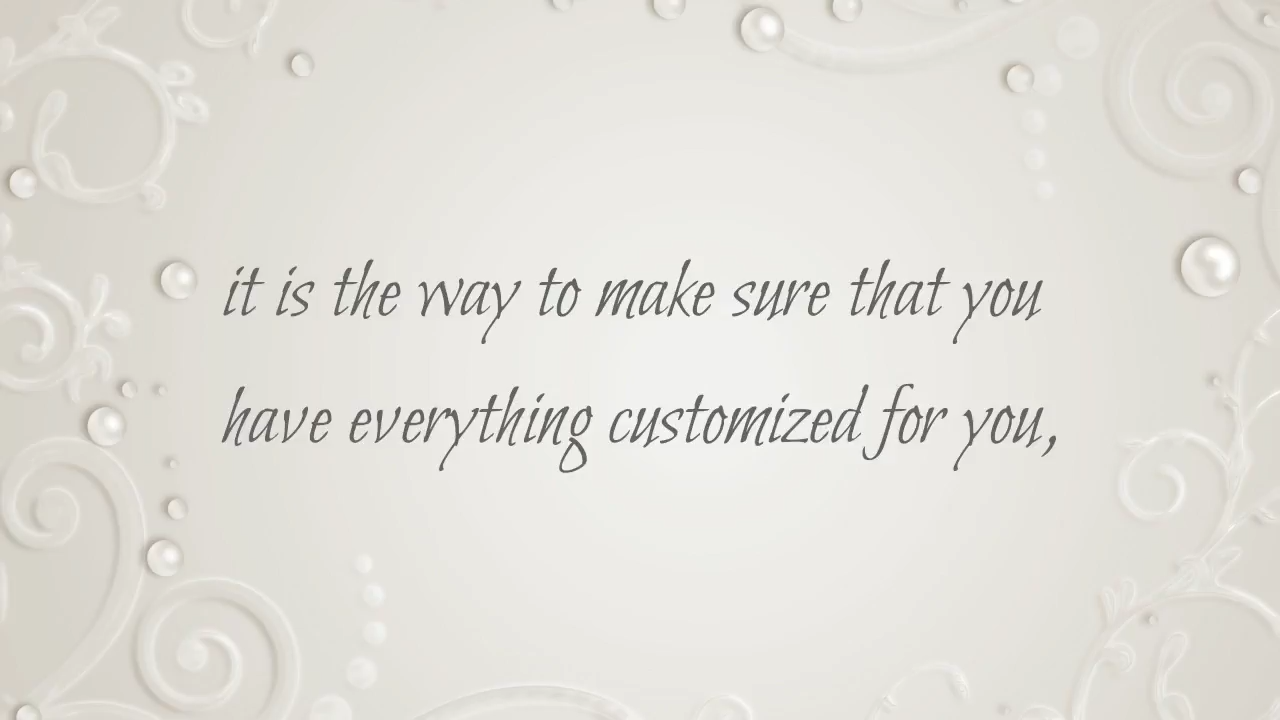 it is the way to make sure that you
have everything customized for you,